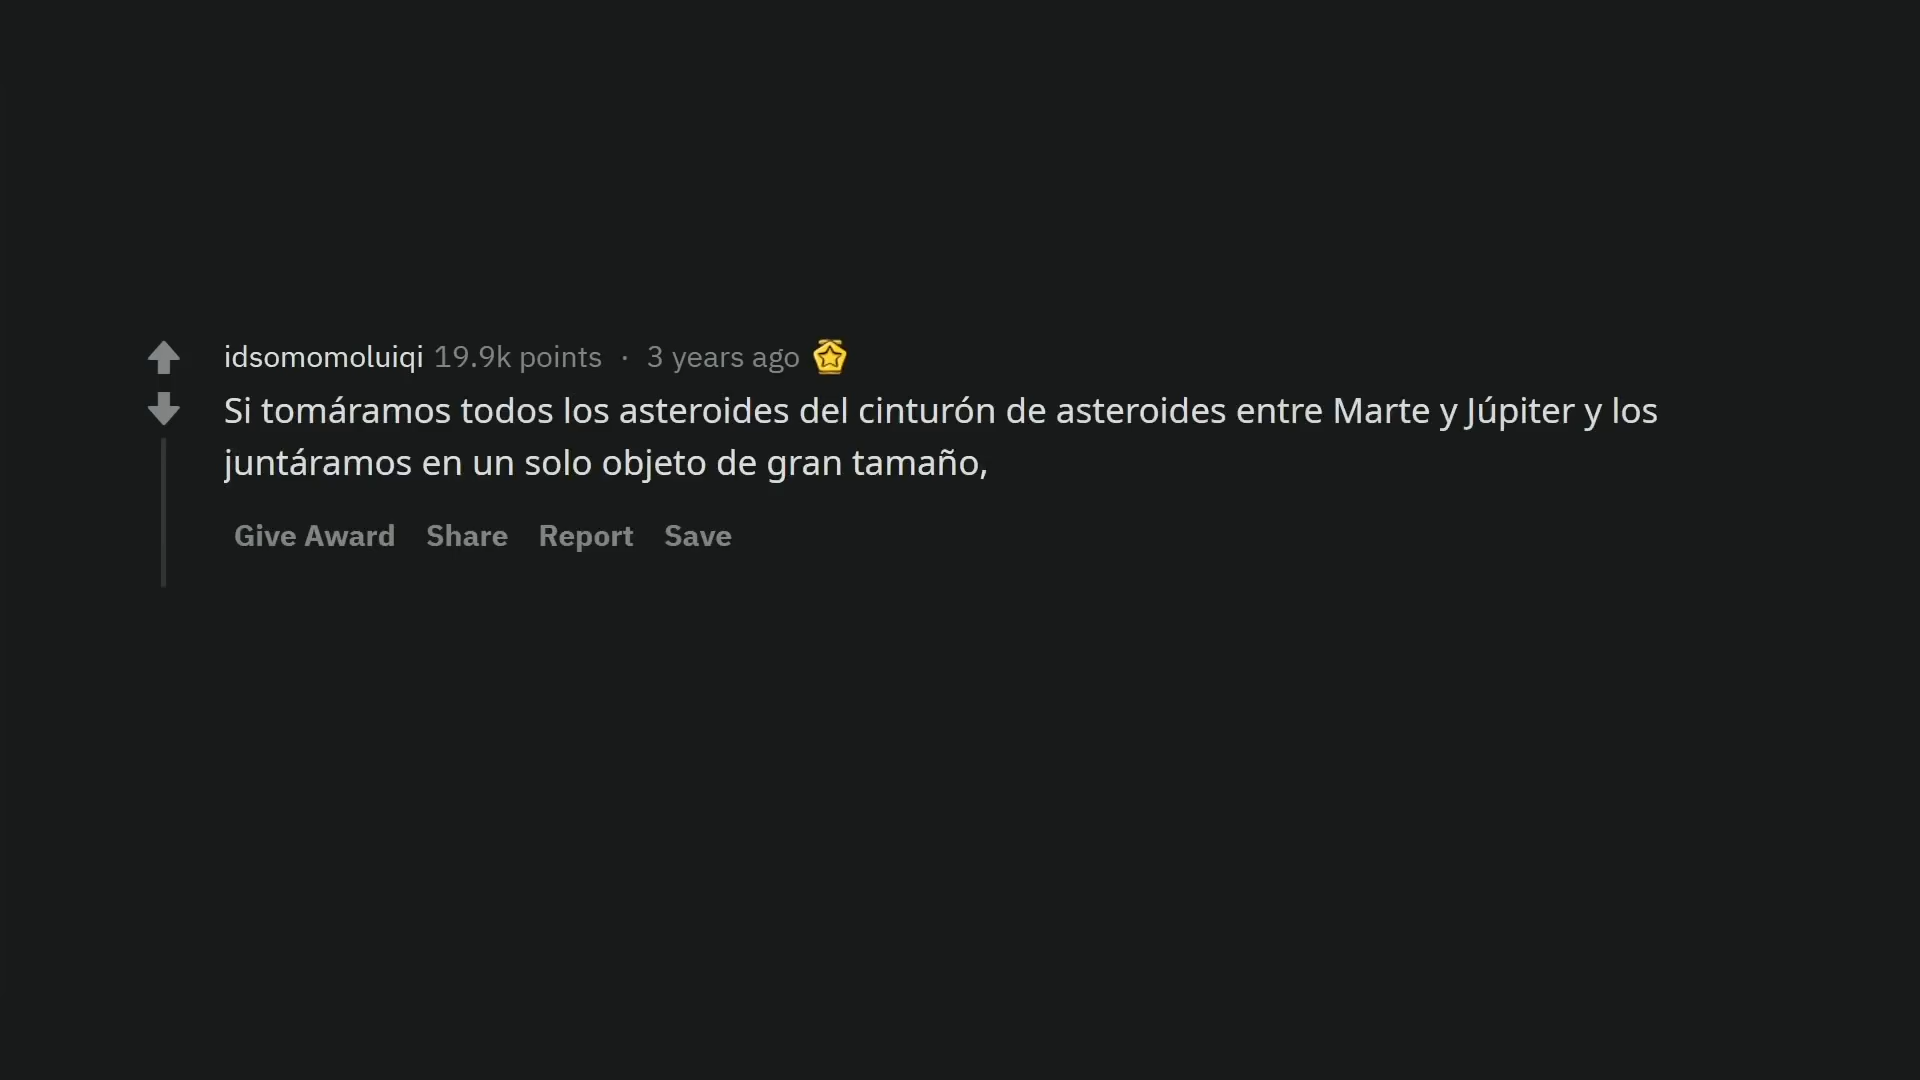 idsomomoluiqi 19.9k points · 3 years ago
Si tomáramos todos los asteroides del cinturón de asteroides entre Marte y Júpiter y los
juntáramos en un solo objeto de gran tamaño,
Give Award Share Report Save